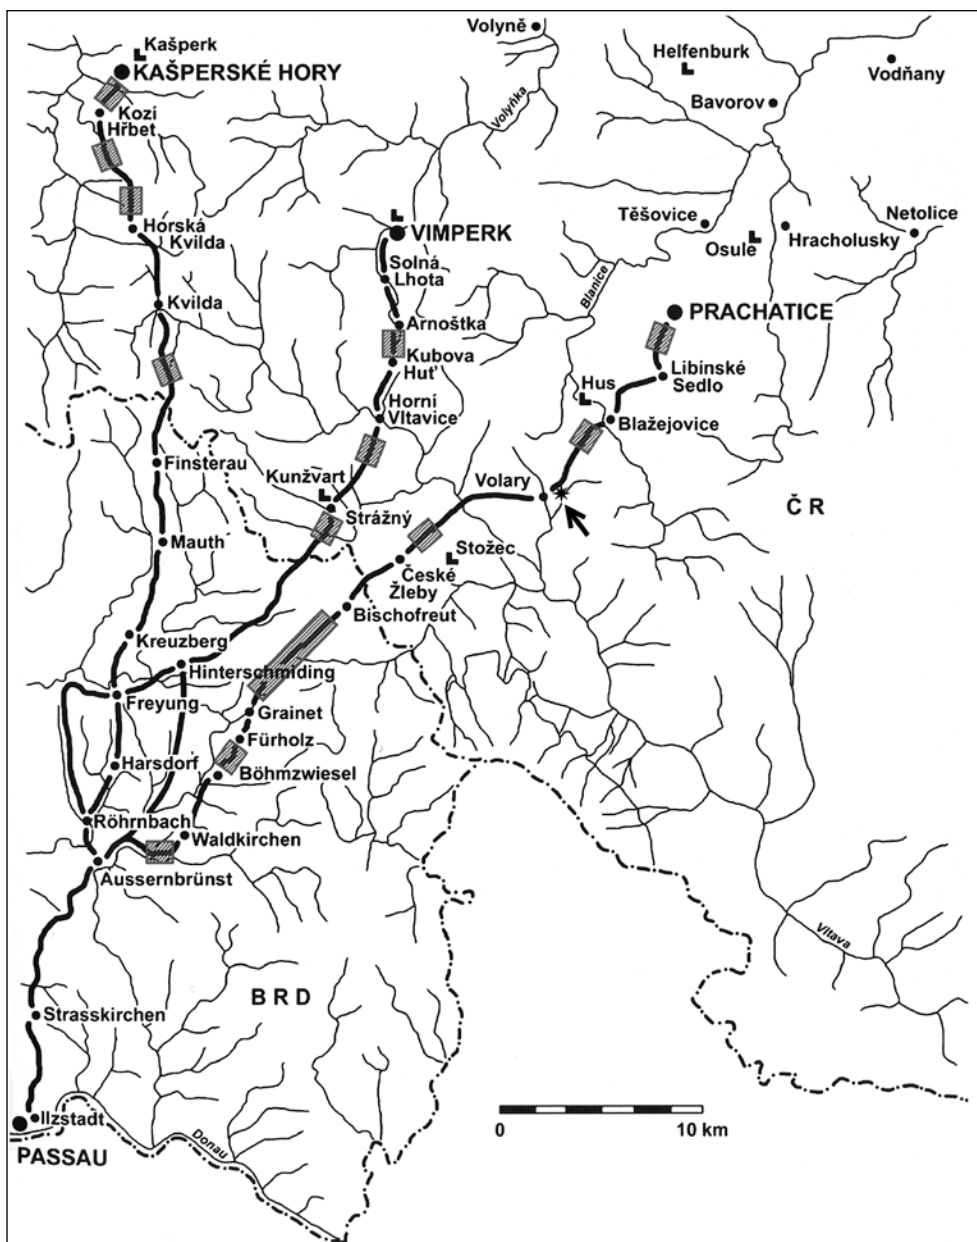 Volyně
Kašperk
KAŠPERSKÉ HORY
Helfenburk
Vodňany
Bavorov
Volyňka
Kozí
Hřbet
Horská
Kvilda
VIMPERK
Těšovice
Osule
Hracholusky
Netolice
Solná
Lhota
Blanice
Kvilda
Arnoštka
PRACHATICE
Kubova
Huť
Libínské
Sedlo
Hus
Horní
Vltavice
Blažejovice
Finsterau
Kunžvart
Volary
Strážný
ČR
Mauth
Stožec
České
Žleby
Bischofreut
Kreuzberg
Hinterschmiding
Freyung
Grainet
Fürholz
Harsdorf
Böhmzwiesel
Röhrnbach
Waldkirchen
Aussernbrünst
Vltava
BRD
Strasskirchen
Ilzstadt
Donau
PASSAU
0 10 km